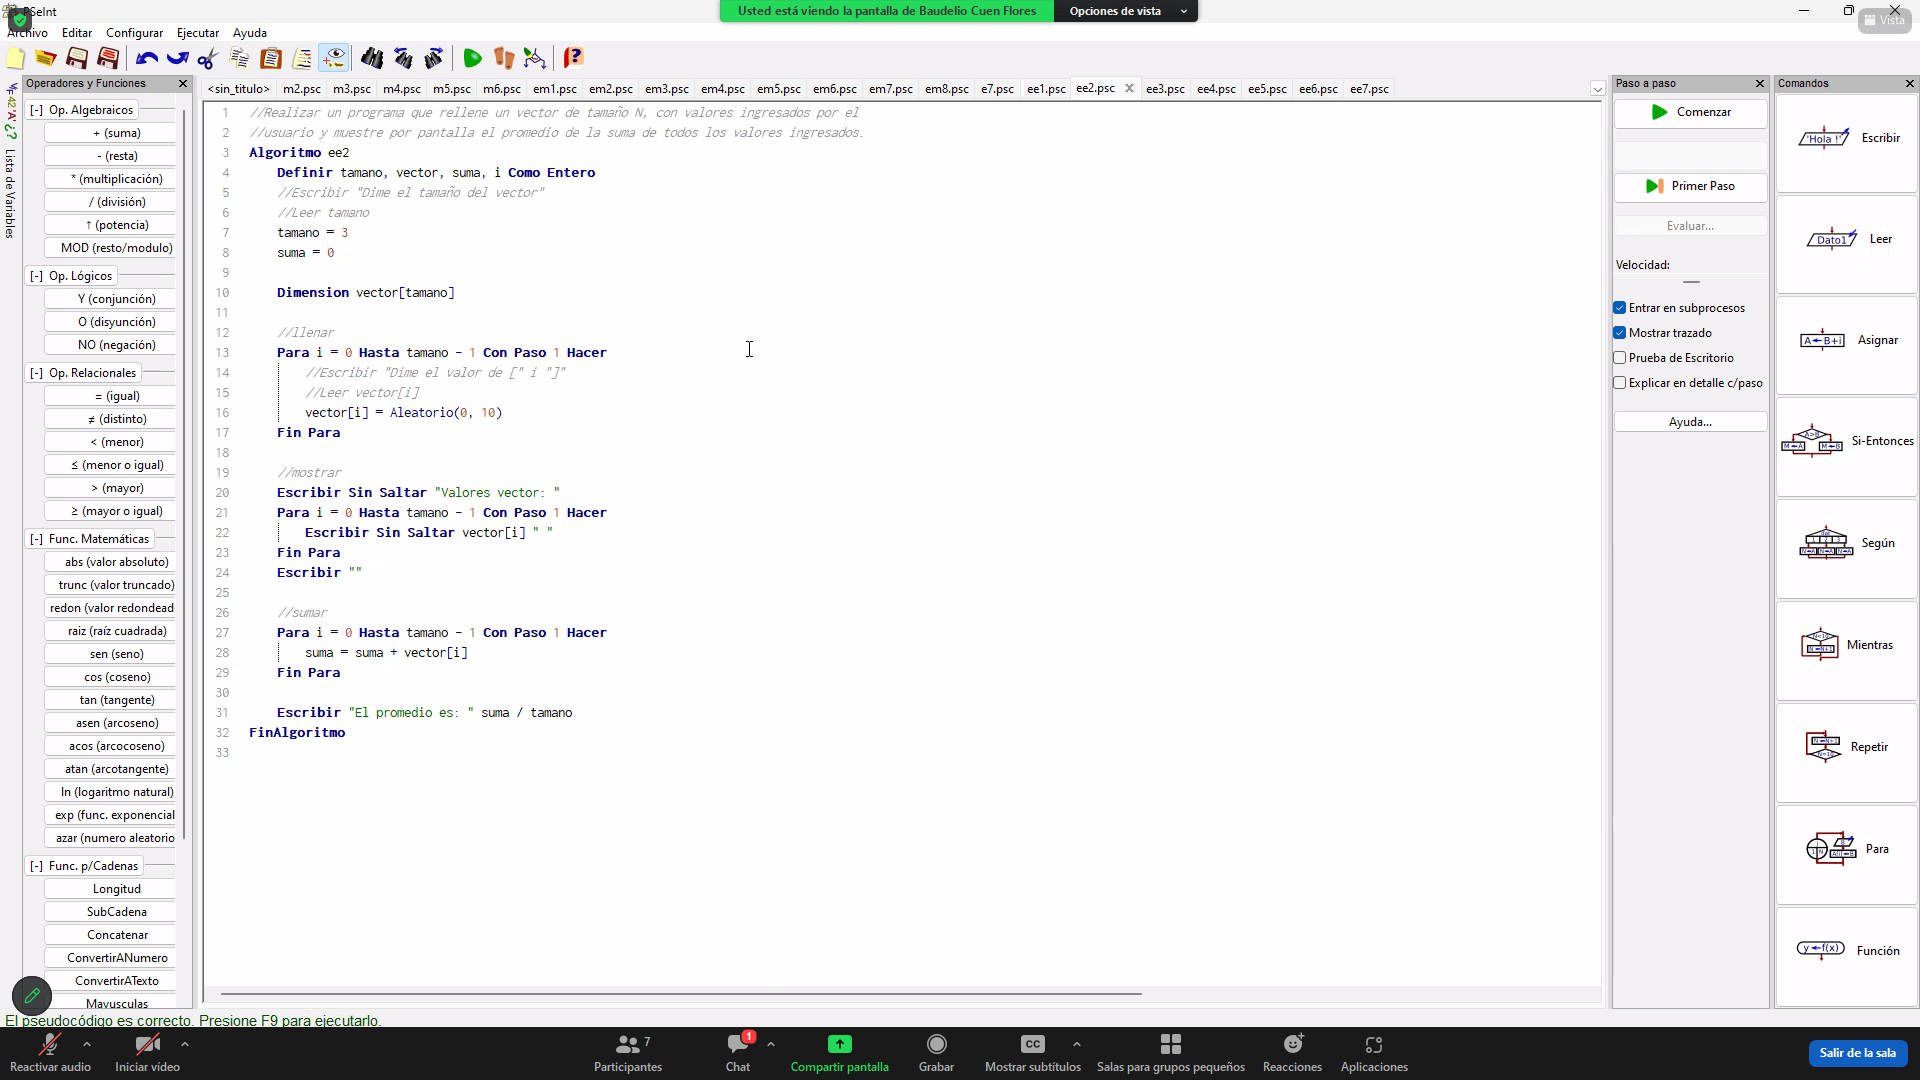 PSeInt
Usted está viendo la pantalla de Baudelio Cuen Flores
Opciones de vista
Vista
Archivo Editar Configurar Ejecutar Ayuda
Operadores y Funciones
<sin_titulo> m2.psc m3.psc m4.psc m5.psc m6.psc em1.psc em2.psc em3.psc em4.psc em5.psc em6.psc em7.psc em8.psc e7.psc ee1.psc ee2.psc ee3.psc ee4.psc ee5.psc ee6.psc ee7.psc
Lista de Variables
[-] Op. Algebraicos
+ (suma)
- (resta)
* (multiplicación)
/ (división)
↑ (potencia)
MOD (resto/modulo)
[-] Op. Lógicos
Y (conjunción)
O (disyunción)
NO (negación)
[-] Op. Relacionales
= (igual)
≠ (distinto)
< (menor)
≤ (menor o igual)
> (mayor)
≥ (mayor o igual)
[-] Func. Matemáticas
abs (valor absoluto)
trunc (valor truncado)
redon (valor redondead
raiz (raíz cuadrada)
sen (seno)
cos (coseno)
tan (tangente)
asen (arcoseno)
acos (arcocoseno)
atan (arcotangente)
ln (logaritmo natural)
exp (func. exponencial
azar (numero aleatorio
[-] Func. p/Cadenas
Longitud
SubCadena
Concatenar
ConvertirANumero
ConvertirATexto
Mayusculas
1 //Realizar un programa que rellene un vector de tamaño N, con valores ingresados por el
2 //usuario y muestre por pantalla el promedio de la suma de todos los valores ingresados.
3 Algoritmo ee2
4 Definir tamano, vector, suma, i Como Entero
5 //Escribir "Dime el tamaño del vector"
6 //Leer tamano
7 tamano = 3
8 suma = 0
9
10 Dimension vector[tamano]
11
12 //llenar
13 Para i = 0 Hasta tamano - 1 Con Paso 1 Hacer
14 //Escribir "Dime el valor de [" i "]"
15 //Leer vector[i]
16 vector[i] = Aleatorio(0, 10)
17 Fin Para
18
19 //mostrar
20 Escribir Sin Saltar "Valores vector: "
21 Para i = 0 Hasta tamano - 1 Con Paso 1 Hacer
22 Escribir Sin Saltar vector[i] " "
23 Fin Para
24 Escribir ""
25
26 //sumar
27 Para i = 0 Hasta tamano - 1 Con Paso 1 Hacer
28 suma = suma + vector[i]
29 Fin Para
30
31 Escribir "El promedio es: " suma / tamano
32 FinAlgoritmo
33
Paso a paso
Comenzar
Primer Paso
Evaluar...
Velocidad:
Entrar en subprocesos
Mostrar trazado
Prueba de Escritorio
Explicar en detalle c/paso
Ayuda...
Comandos
'Hola !' Escribir
Dato1 Leer
A←B+i Asignar
Si-Entonces
Según
Mientras
Repetir
Para
y←f(x) Función
El pseudocódigo es correcto. Presione F9 para ejecutarlo.
Reactivar audio
Iniciar vídeo
7
Participantes
1
Chat
Compartir pantalla
Grabar
CC
Mostrar subtítulos
Salas para grupos pequeños
Reacciones
Aplicaciones
Salir de la sala